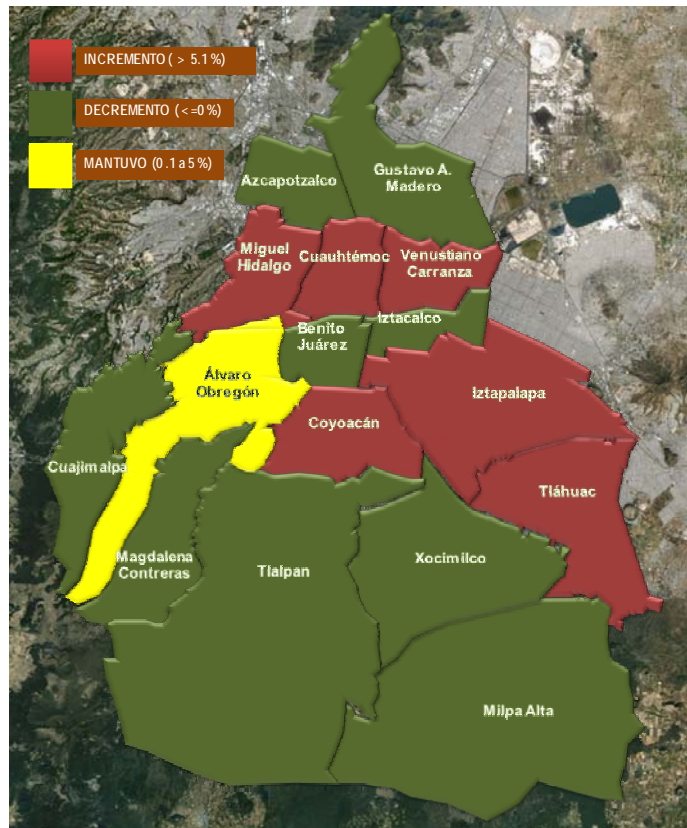 INCREMENTO ( > 5.1%)
DECREMENTO (<=0%)
MANTUVO (0.1 a 5%)
Gustavo A.
Madero
Azcapotzalco
Miguel
Hidalgo
Cuauhtémoc
Venustiano
Carranza
Iztacalco
Benito
Juárez
Álvaro
Obregón
Iztapalapa
Coyoacán
Cuajimalpa
Tláhuac
Magdalena
Contreras
Tlalpan
Xocimilco
Milpa Alta